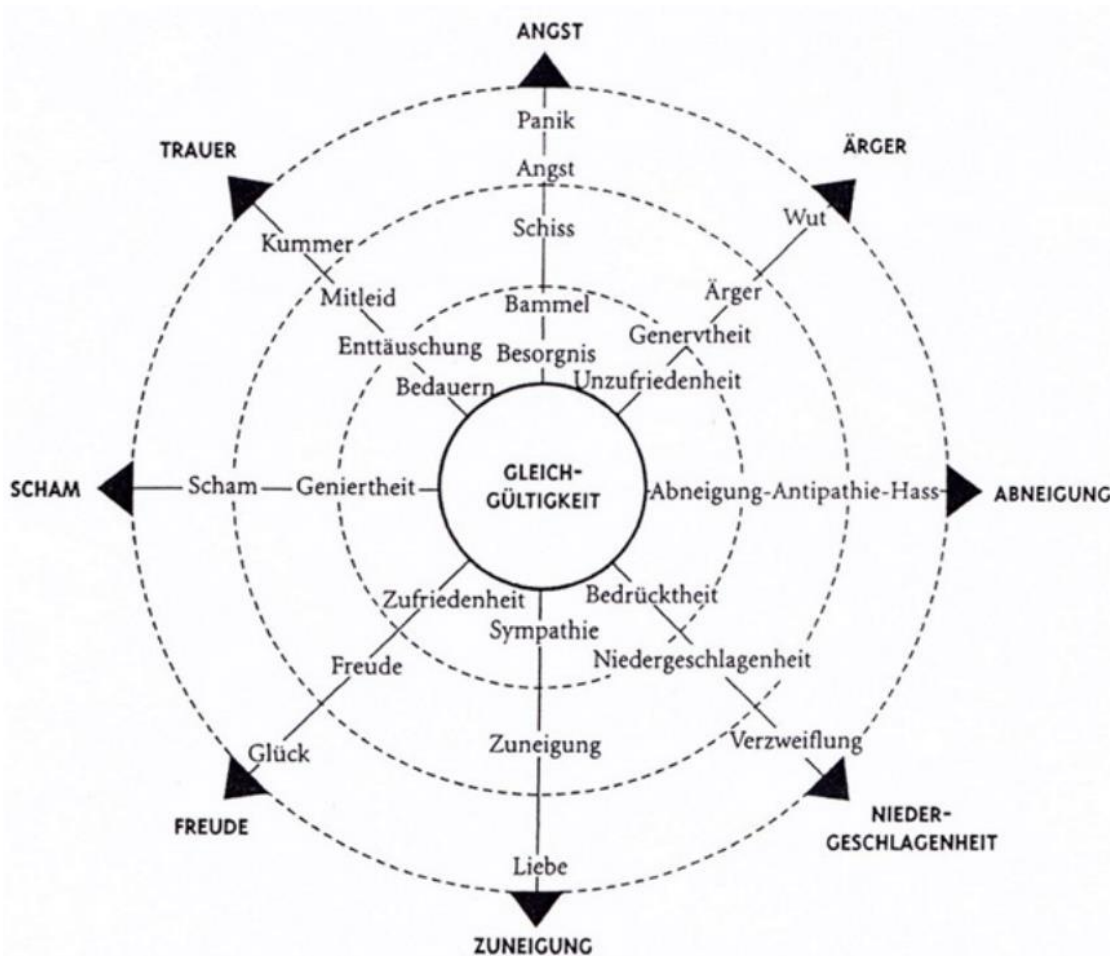 ANGST
Panik
TRAUER
ÄRGER
Angst
Wut
Schiss
Kummer
Mitleid
Ärger
Bammel
Enttäuschung
Genervtheit
Besorgnis
Bedauern
Unzufriedenheit
SCHAM
Scham
Geniertheit
GLEICH-
GÜLTIGKEIT
Abneigung-Antipathie-Hass
ABNEIGUNG
Zufriedenheit
Bedrücktheit
Sympathie
Freude
Niedergeschlagenheit
Zuneigung
Verzweiflung
Glück
FREUDE
NIEDER-
GESCHLAGENHEIT
Liebe
ZUNEIGUNG